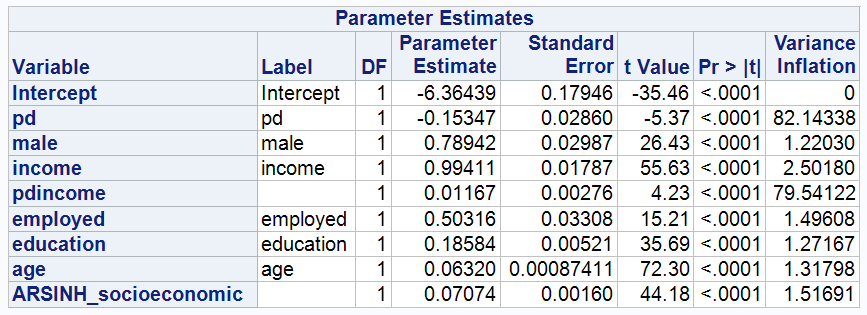 Parameter Estimates
Variable Label DF Parameter Estimate Standard Error t Value Pr > |t| Variance Inflation
Intercept Intercept 1 -6.36439 0.17946 -35.46 <.0001 0
pd pd 1 -0.15347 0.02860 -5.37 <.0001 82.14338
male male 1 0.78942 0.02987 26.43 <.0001 1.22030
income income 1 0.99411 0.01787 55.63 <.0001 2.50180
pdincome 1 0.01167 0.00276 4.23 <.0001 79.54122
employed employed 1 0.50316 0.03308 15.21 <.0001 1.49608
education education 1 0.18584 0.00521 35.69 <.0001 1.27167
age age 1 0.06320 0.00087411 72.30 <.0001 1.31798
ARSINH_socioeconomic 1 0.07074 0.00160 44.18 <.0001 1.51691